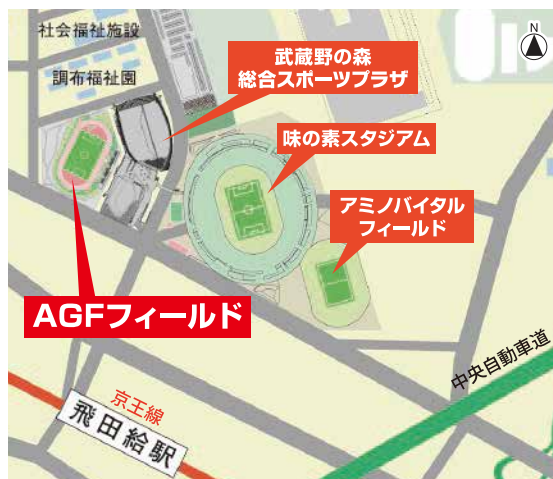 社会福祉施設
調布福祉園
武蔵野の森
総合スポーツプラザ
N
味の素スタジアム
アミノバイタル
フィールド
AGFフィールド
中央自動車道
京王線
飛田給駅